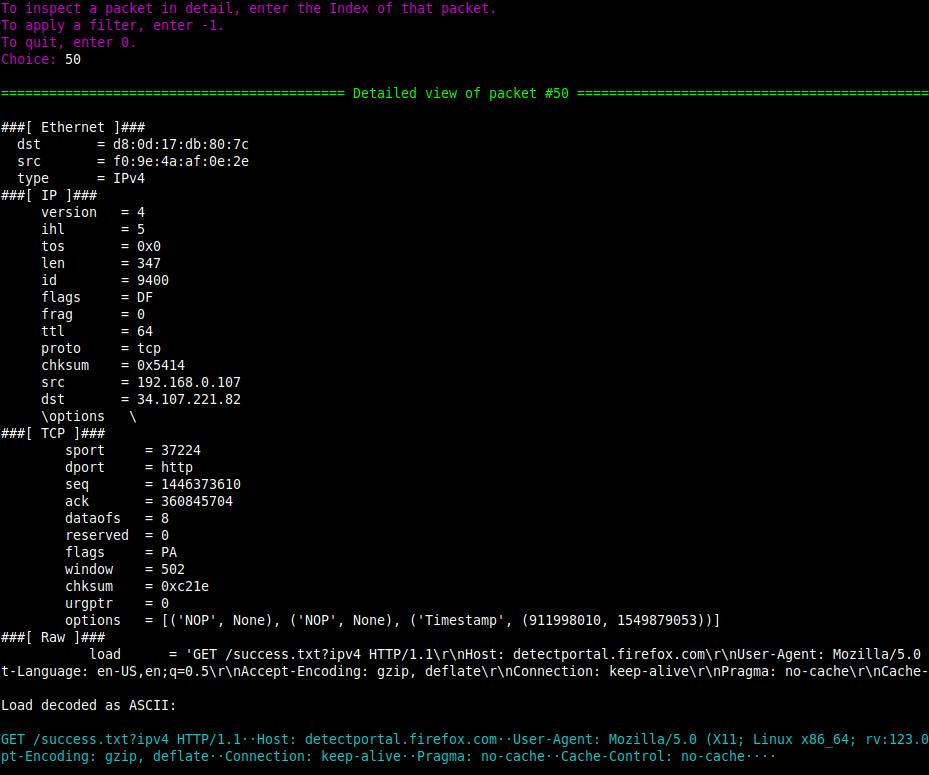 To inspect a packet in detail, enter the Index of that packet.
To apply a filter, enter -1.
To quit, enter 0.
Choice: 50
=========================================== Detailed view of packet #50 ============================================
###[ Ethernet ]###
dst = d8:0d:17:db:80:7c
src = f0:9e:4a:af:0e:2e
type = IPv4
###[ IP ]###
version = 4
ihl = 5
tos = 0x0
len = 347
id = 9400
flags = DF
frag = 0
ttl = 64
proto = tcp
chksum = 0x5414
src = 192.168.0.107
dst = 34.107.221.82
\options \
###[ TCP ]###
sport = 37224
dport = http
seq = 1446373610
ack = 360845704
dataofs = 8
reserved = 0
flags = PA
window = 502
chksum = 0xc21e
urgptr = 0
options = [('NOP', None), ('NOP', None), ('Timestamp', (911998010, 1549879053))]
###[ Raw ]###
load = 'GET /success.txt?ipv4 HTTP/1.1\r\nHost: detectportal.firefox.com\r\nUser-Agent: Mozilla/5.0
t-Language: en-US,en;q=0.5\r\nAccept-Encoding: gzip, deflate\r\nConnection: keep-alive\r\nPragma: no-cache\r\nCache-
Load decoded as ASCII:
GET /success.txt?ipv4 HTTP/1.1··Host: detectportal.firefox.com··User-Agent: Mozilla/5.0 (X11; Linux x86_64; rv:123.0
pt-Encoding: gzip, deflate··Connection: keep-alive··Pragma: no-cache··Cache-Control: no-cache····